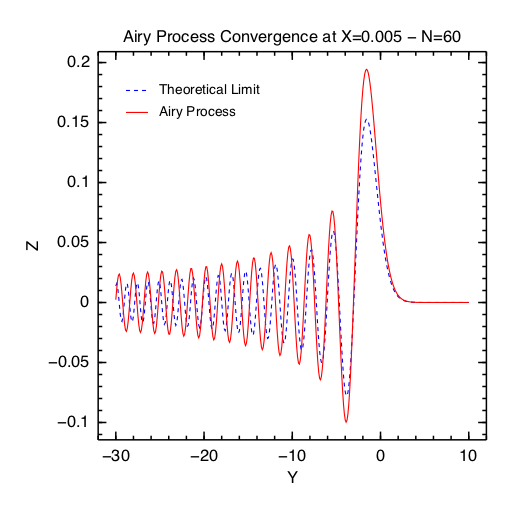 Airy Process Convergence at X=0.005 − N=60
Theoretical Limit
Airy Process
0.2
0.15
0.1
0.05
0
−0.05
−0.1
Z
−30
−20
−10
0
10
Y